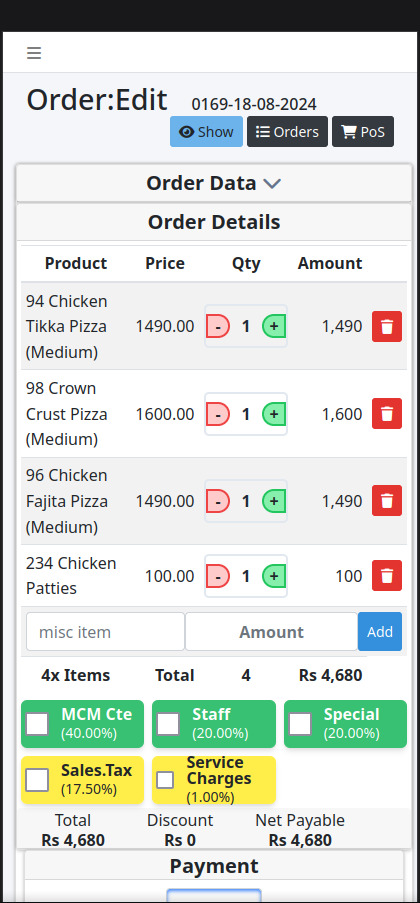 Order:Edit 0169-18-08-2024
Show Orders PoS
Order Data
Order Details
Product Price Qty Amount
94 Chicken
Tikka Pizza 1490.00 - 1 + 1,490
(Medium)
98 Crown
Crust Pizza 1600.00 - 1 + 1,600
(Medium)
96 Chicken
Fajita Pizza 1490.00 - 1 + 1,490
(Medium)
234 Chicken
Patties 100.00 - 1 + 100
misc item Amount Add
4x Items Total 4 Rs 4,680
MCM Cte Staff Special
(40.00%) (20.00%) (20.00%)
Sales.Tax Service Charges
(17.50%) (1.00%)
Total Discount Net Payable
Rs 4,680 Rs 0 Rs 4,680
Payment